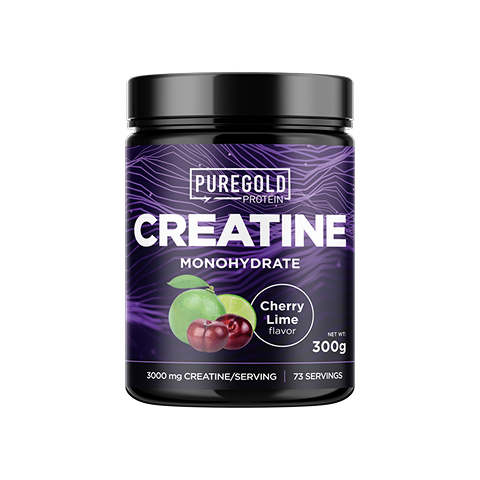 PUREGOLD
PROTEIN
CREATINE
MONOHYDRATE
Cherry
Lime
flavor
NET WT:
300g
3000 mg CREATINE/SERVING | 73 SERVINGS